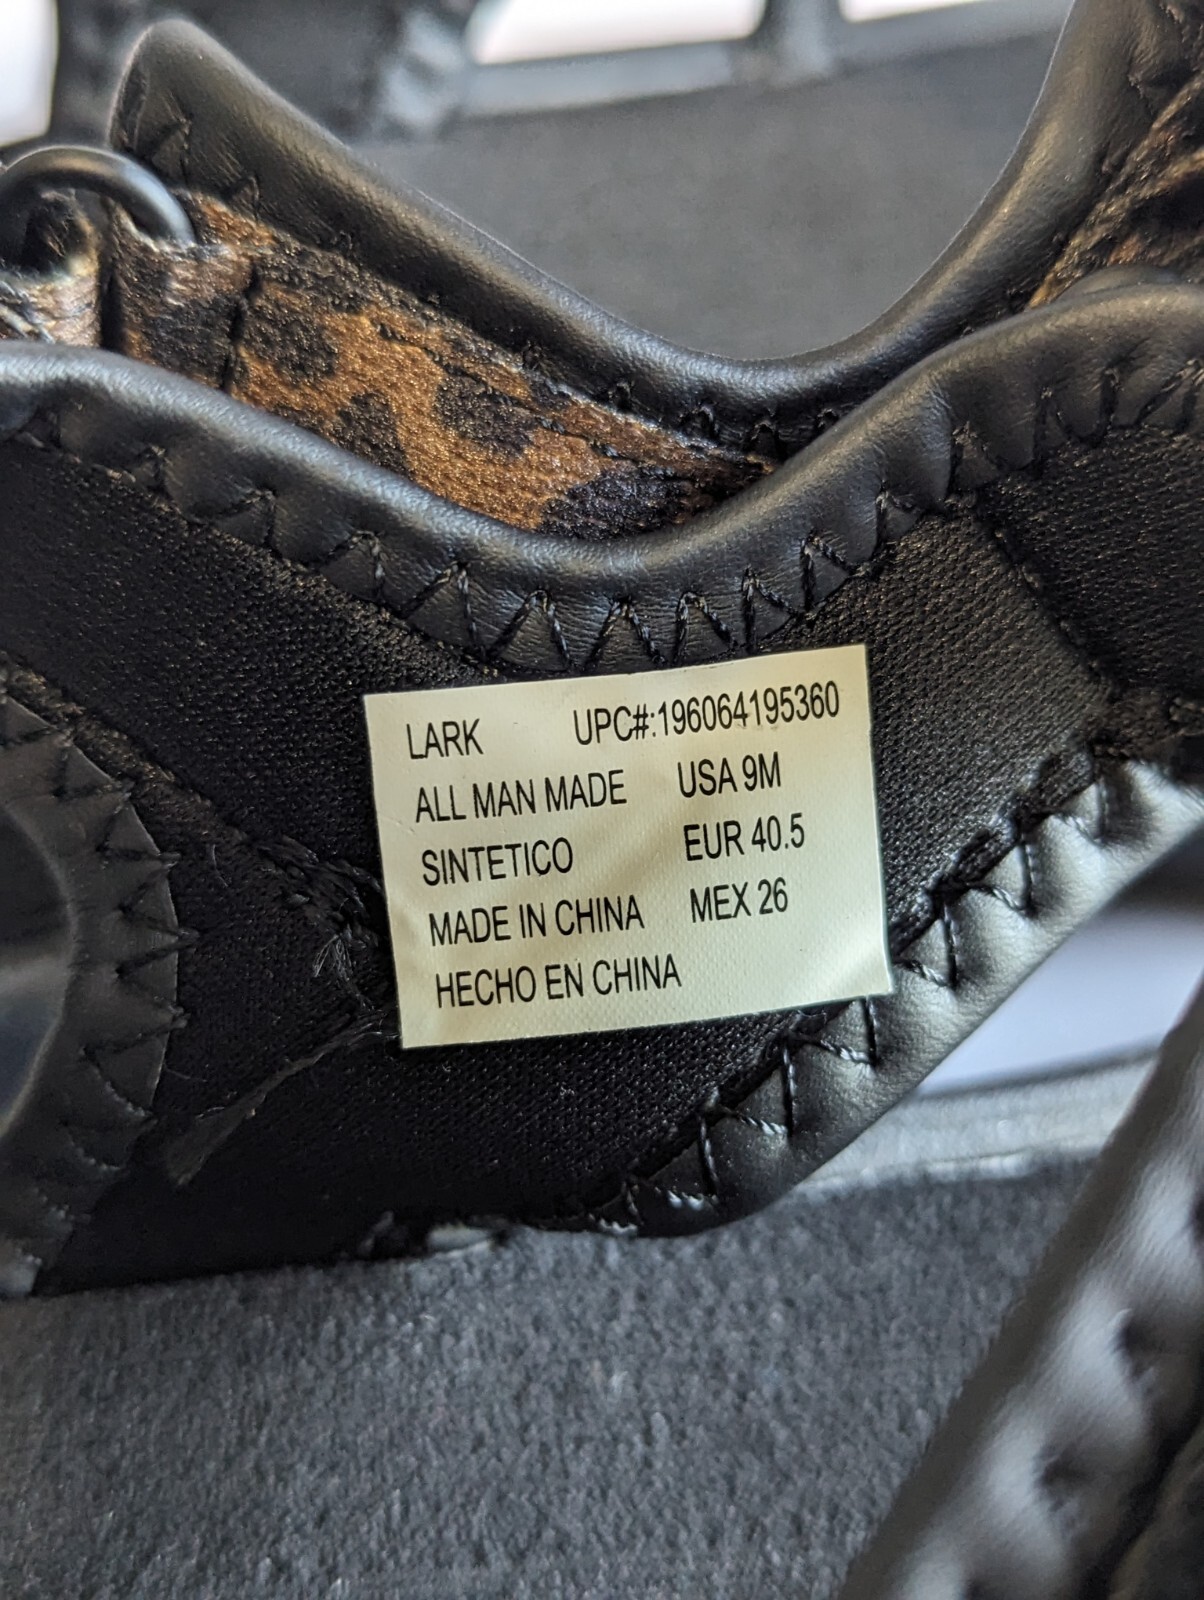 LARK UPC#:196064195360
ALL MAN MADE USA 9M
SINTETICO EUR 40.5
MADE IN CHINA MEX 26
HECHO EN CHINA